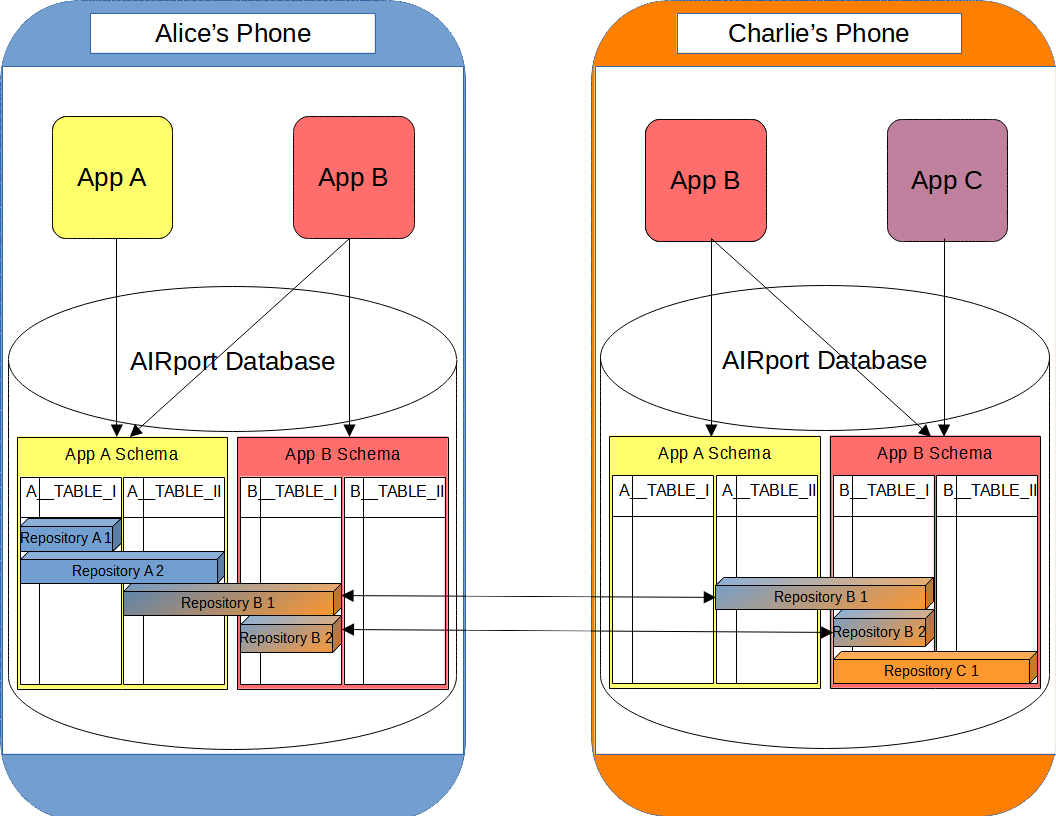 Alice's Phone
Charlie's Phone
App A
App B
App B
App C
AIRport Database
AIRport Database
App A Schema
App B Schema
App A Schema
App B Schema
A__TABLE_I
A__TABLE_II
B__TABLE_I
B__TABLE_II
A__TABLE_I
A__TABLE_II
B__TABLE_I
B__TABLE_II
Repository A 1
Repository A 2
Repository B 1
Repository B 1
Repository B 2
Repository B 2
Repository C 1